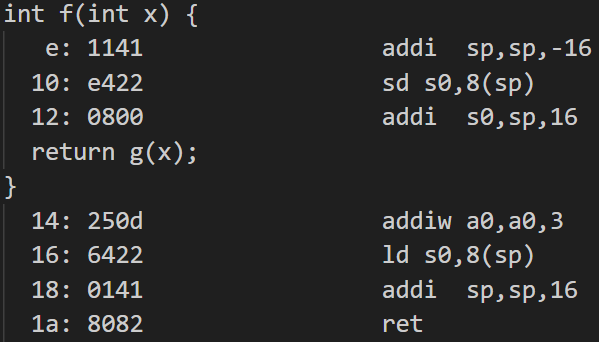 int f(int x) {
e: 1141 addi sp,sp,-16
10: e422 sd s0,8(sp)
12: 0800 addi s0,sp,16
return g(x);
}
14: 250d addiw a0,a0,3
16: 6422 ld s0,8(sp)
18: 0141 addi sp,sp,16
1a: 8082 ret